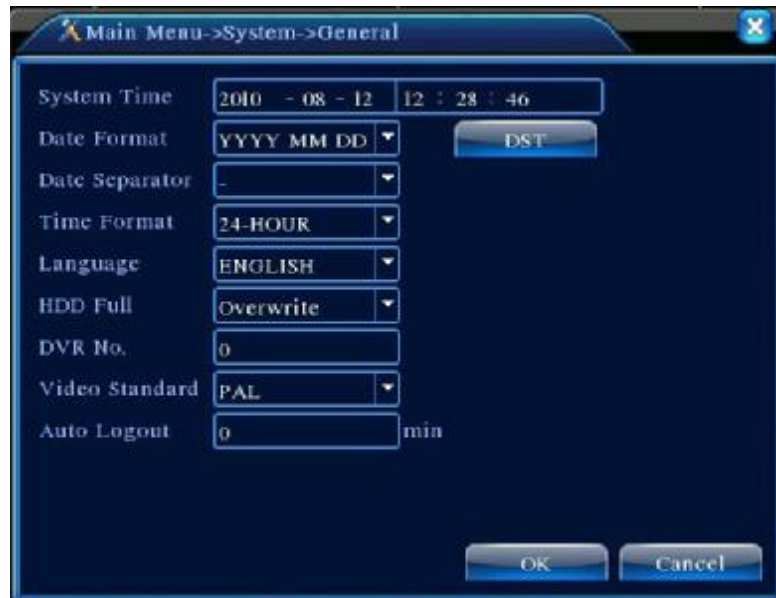 Main Menu->System->General
System Time 2010 - 08 - 12 12 : 28 : 46
Date Format YYYY MM DD DST
Date Separator -
Time Format 24-HOUR
Language ENGLISH
HDD Full Overwrite
DVR No. 0
Video Standard PAL
Auto Logout 0 min
OK Cancel